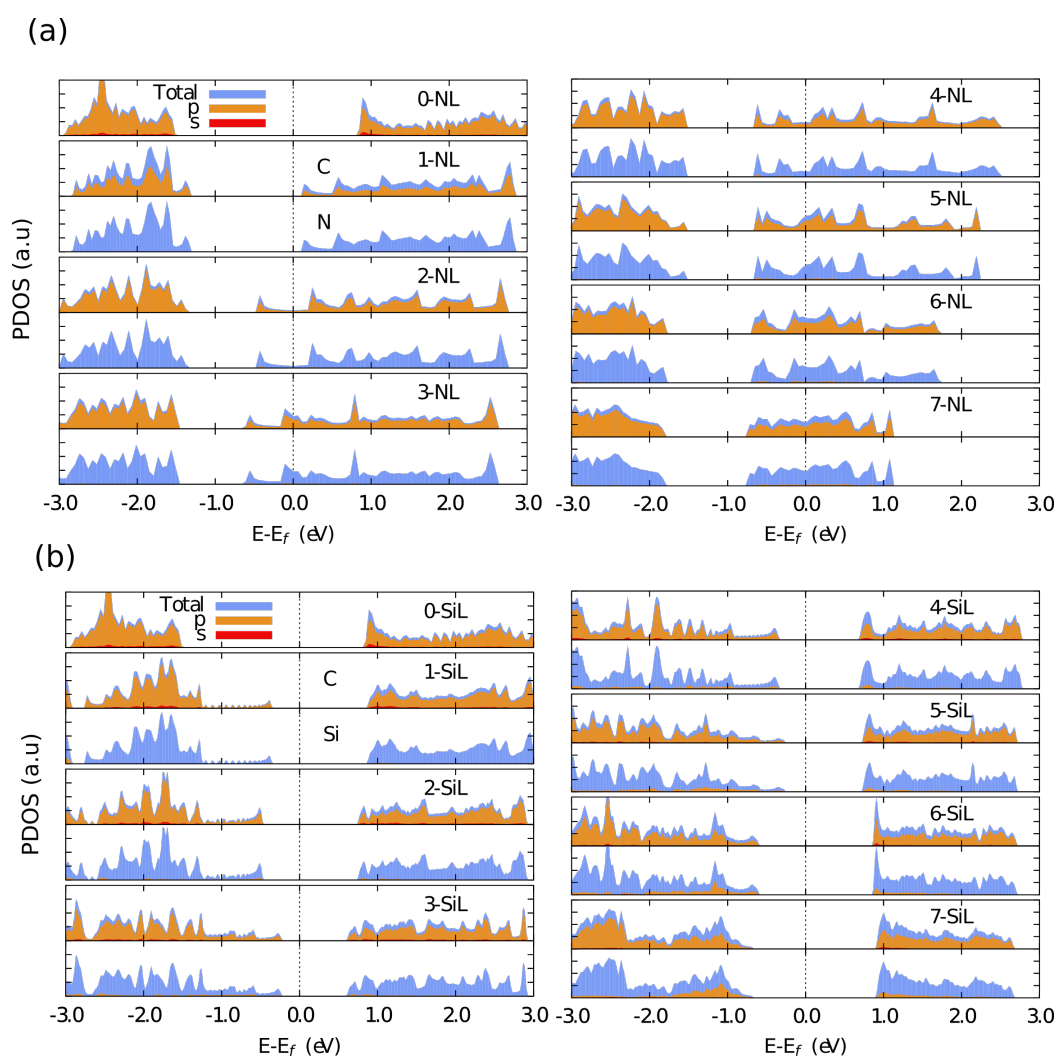 (a)
PDOS (a.u)
Total
p
s
0-NL
C
1-NL
N
2-NL
3-NL
-3.0 -2.0 -1.0 0.0 1.0 2.0 3.0
E-E_f (eV)
4-NL
5-NL
6-NL
7-NL
-3.0 -2.0 -1.0 0.0 1.0 2.0 3.0
E-E_f (eV)
(b)
PDOS (a.u)
Total
p
s
0-SiL
C
1-SiL
Si
2-SiL
3-SiL
-3.0 -2.0 -1.0 0.0 1.0 2.0 3.0
E-E_f (eV)
4-SiL
5-SiL
6-SiL
7-SiL
-3.0 -2.0 -1.0 0.0 1.0 2.0 3.0
E-E_f (eV)